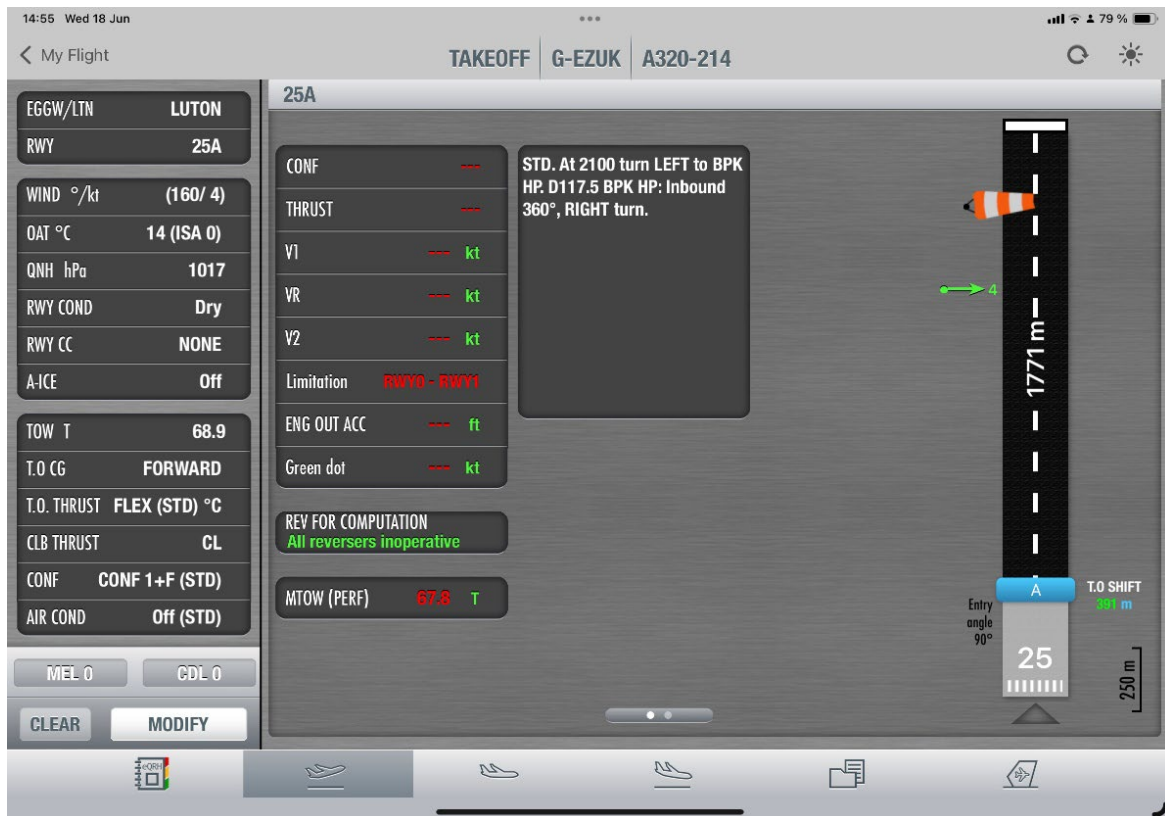 14:55 Wed 18 Jun
79 %
My Flight
TAKEOFF G-EZUK A320-214
EGGW/LTN LUTON
RWY 25A
WIND °/kt (160/ 4)
OAT °C 14 (ISA 0)
QNH hPa 1017
RWY COND Dry
RWY CC NONE
A-ICE Off
TOW T 68.9
T.O CG FORWARD
T.O. THRUST FLEX (STD) °C
CLB THRUST CL
CONF CONF 1+F (STD)
AIR COND Off (STD)
MEL 0 CDL 0
CLEAR MODIFY
25A
CONF ---
THRUST ---
V1 --- kt
VR --- kt
V2 --- kt
Limitation RWY0 - RWY1
ENG OUT ACC --- ft
Green dot --- kt
REV FOR COMPUTATION
All reversers inoperative
MTOW (PERF) 67.8 T
STD. At 2100 turn LEFT to BPK
HP. D117.5 BPK HP: Inbound
360°, RIGHT turn.
4
1771 m
A
T.O SHIFT
391 m
Entry
angle
90°
25
250 m
eQRH